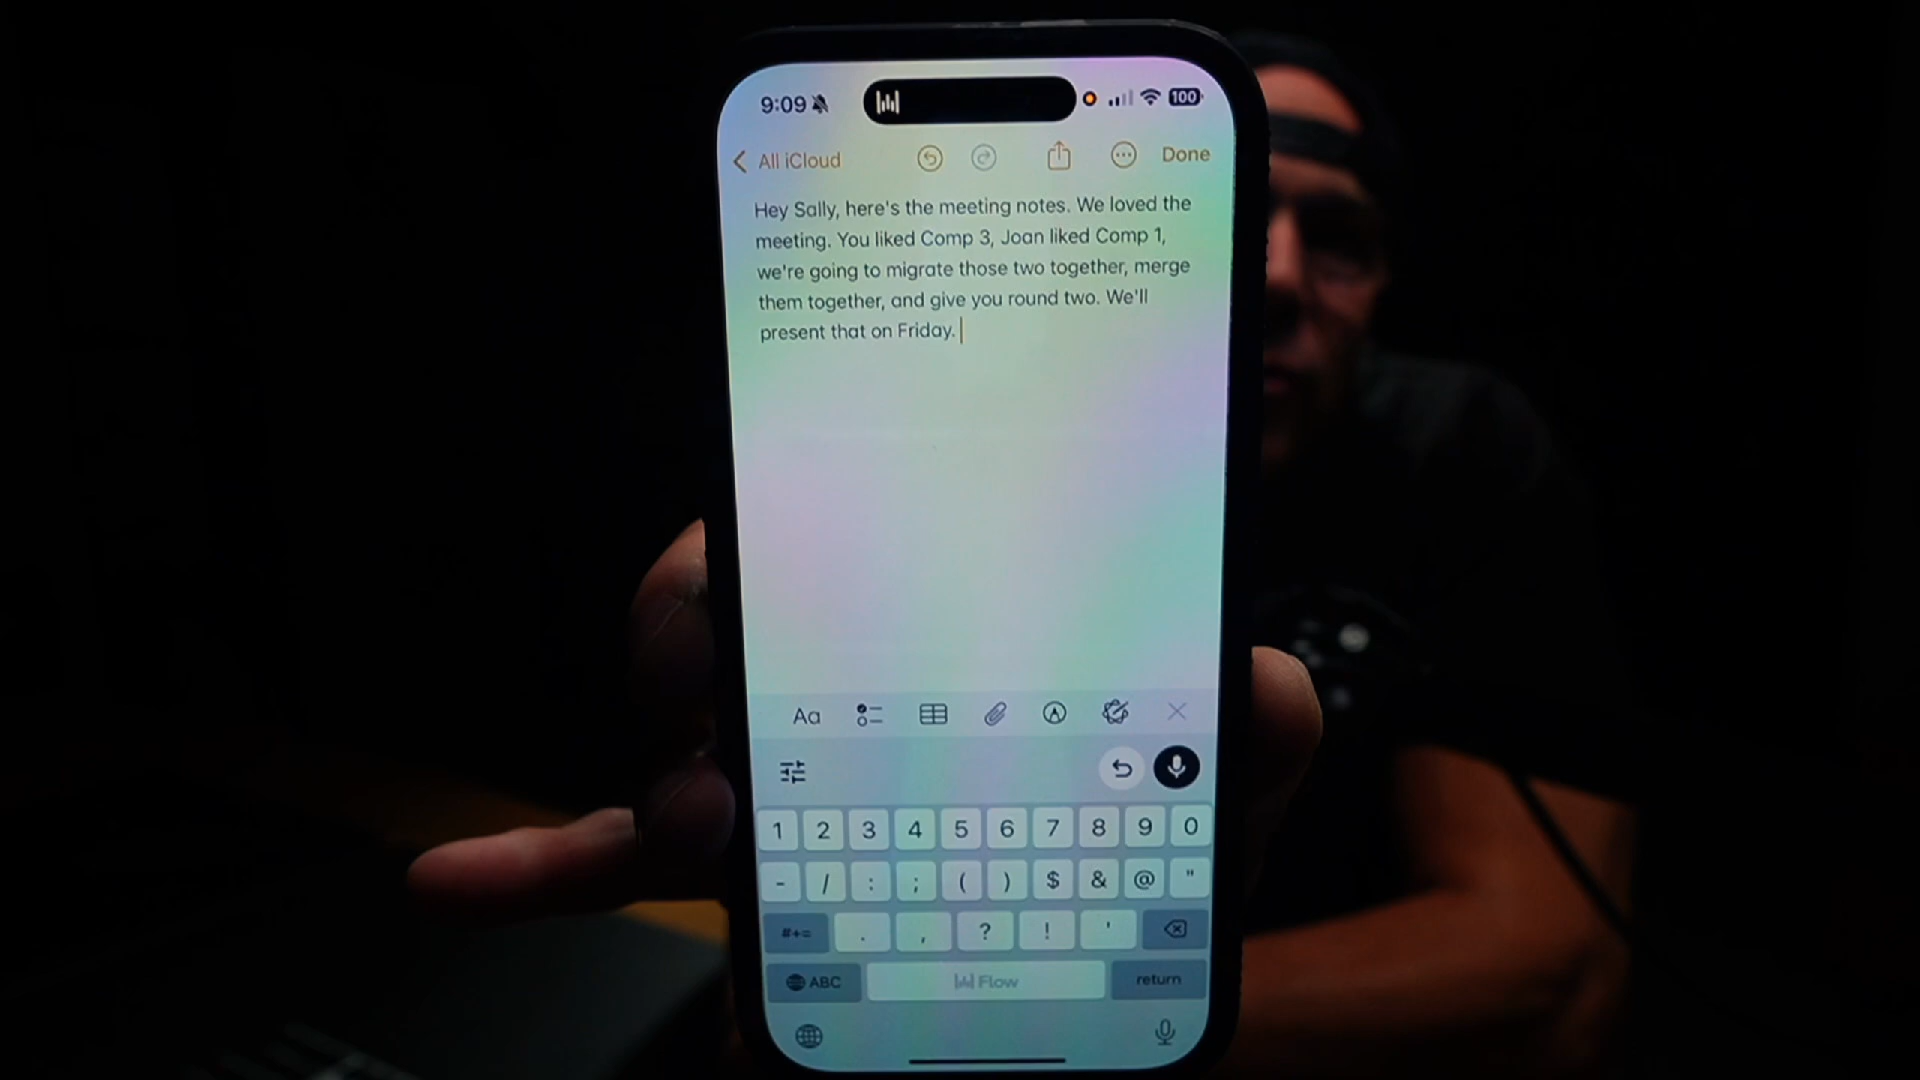 9:09 100
All iCloud Done
Hey Sally, here's the meeting notes. We loved the
meeting. You liked Comp 3, Joan liked Comp 1,
we're going to migrate those two together, merge
them together, and give you round two. We'll
present that on Friday.
Aa
1 2 3 4 5 6 7 8 9 0
- / : ; ( ) $ & @ "
#+= . , ? ! '
ABC Flow return